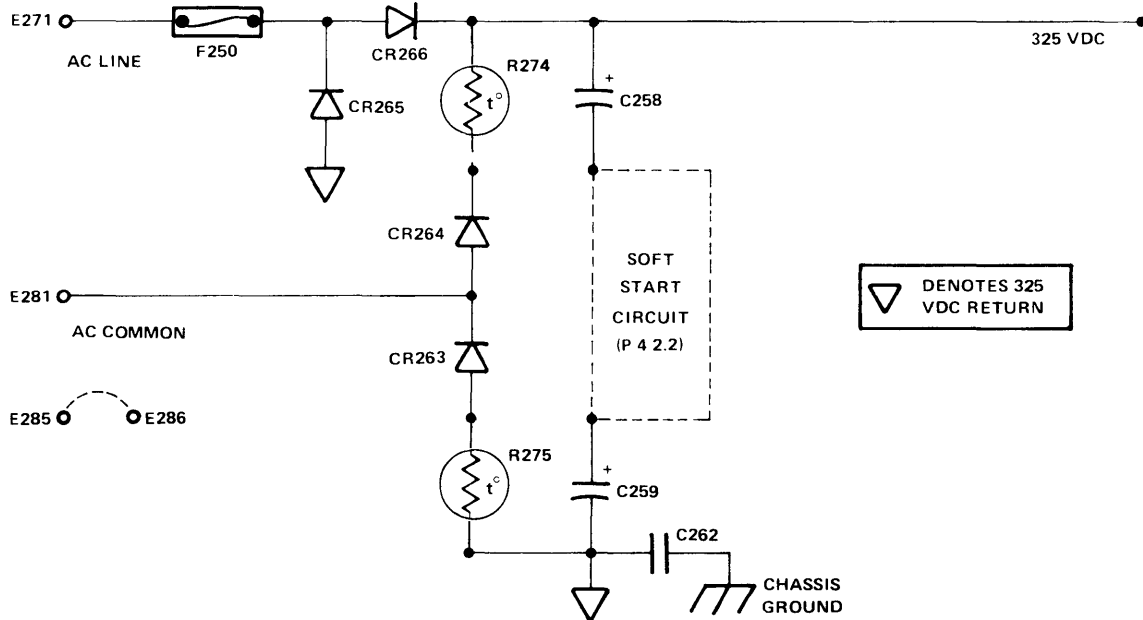 E271
F250
AC LINE
CR266
325 VDC
R274
t°
CR265
+
C258
CR264
SOFT
START
CIRCUIT
(P 4 2.2)
DENOTES 325
VDC RETURN
E281
AC COMMON
CR263
E285
E286
R275
t°
+
C259
C262
CHASSIS
GROUND